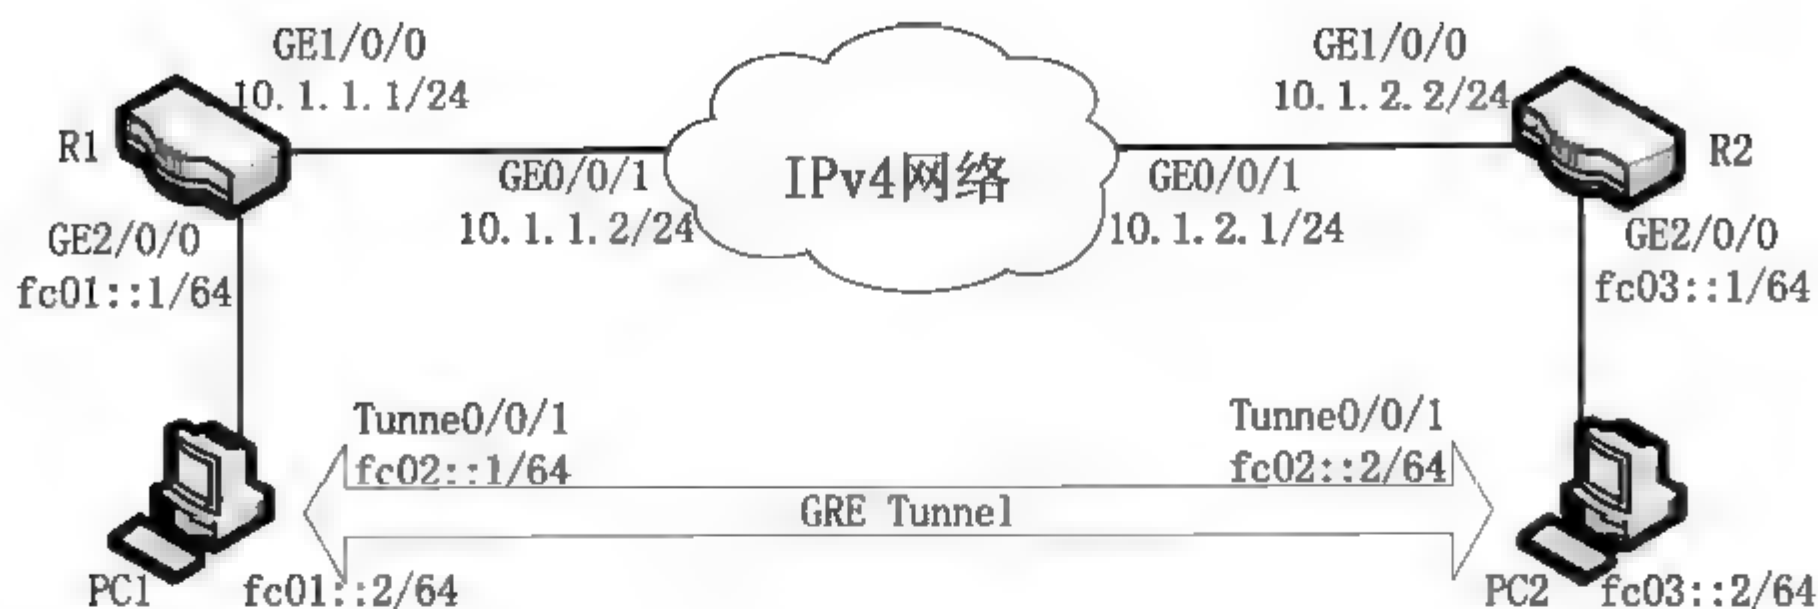 GE1/0/0
10.1.1.1/24
R1
GE0/0/1
10.1.1.2/24
GE2/0/0
fc01::1/64
IPv4网络
GE1/0/0
10.1.2.2/24
R2
GE0/0/1
10.1.2.1/24
GE2/0/0
fc03::1/64
Tunne0/0/1
fc02::1/64
Tunne0/0/1
fc02::2/64
GRE Tunnel
PC1
fc01::2/64
PC2
fc03::2/64